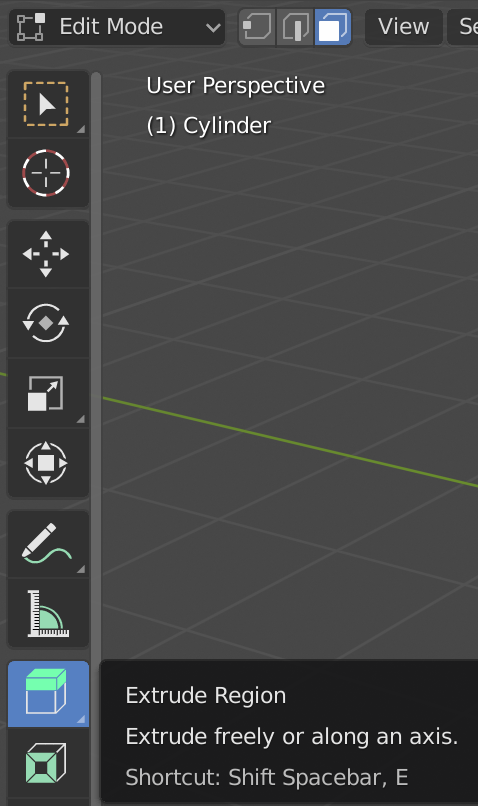 Edit Mode
View
Se
User Perspective
(1) Cylinder
Extrude Region
Extrude freely or along an axis.
Shortcut: Shift Spacebar, E